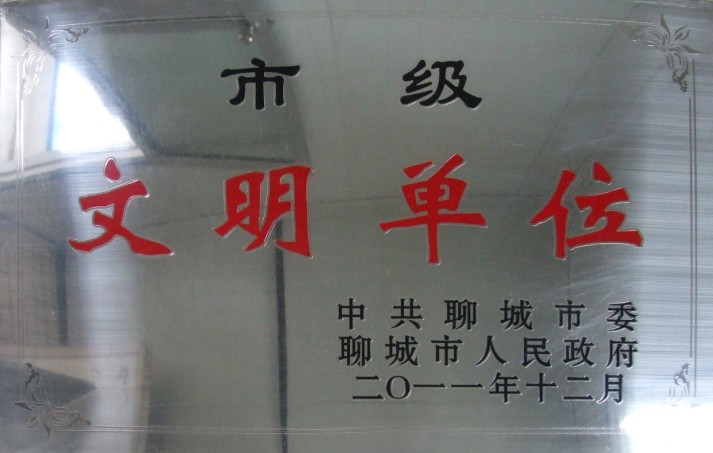 市级
文明单位
中共聊城市委
聊城市人民政府
二〇一一年十二月